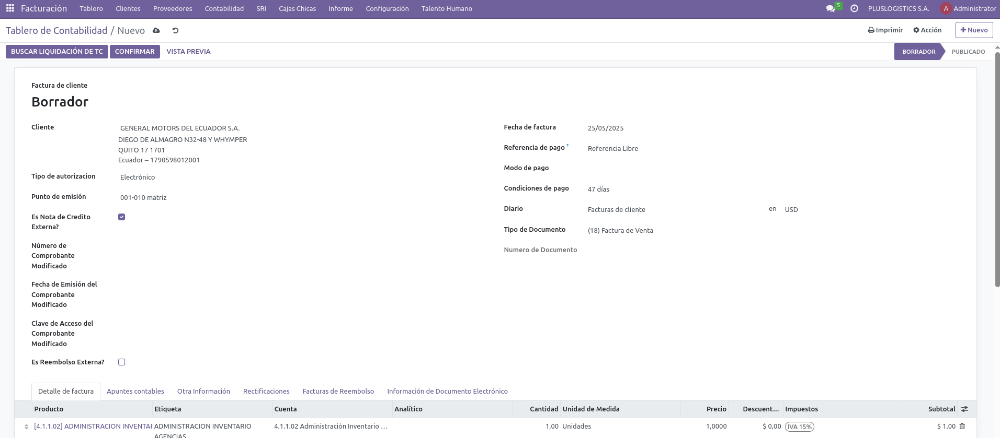 Facturación Tablero Clientes Proveedores Contabilidad SRI Cajas Chicas Informe Configuración Talento Humano 5 PLUSLOGISTICS S.A. A Administrator
Tablero de Contabilidad / Nuevo Imprimir Acción Nuevo
BUSCAR LIQUIDACIÓN DE TC CONFIRMAR VISTA PREVIA BORRADOR PUBLICADO
Factura de cliente
Borrador
Cliente GENERAL MOTORS DEL ECUADOR S.A.
DIEGO DE ALMAGRO N32-48 Y WHYMPER
QUITO 17 1701
Ecuador – 1790598012001
Tipo de autorizacion Electrónico
Punto de emisión 001-010 matriz
Es Nota de Credito
Externa?
Número de
Comprobante
Modificado
Fecha de Emisión del
Comprobante
Modificado
Clave de Acceso del
Comprobante
Modificado
Es Reembolso Externa?
Fecha de factura 25/05/2025
Referencia de pago ? Referencia Libre
Modo de pago
Condiciones de pago 47 días
Diario Facturas de cliente en USD
Tipo de Documento (18) Factura de Venta
Numero de Documento
Detalle de factura Apuntes contables Otra Información Rectificaciones Facturas de Reembolso Información de Documento Electrónico
Producto Etiqueta Cuenta Analítico Cantidad Unidad de Medida Precio Descuent... Impuestos Subtotal
[4.1.1.02] ADMINISTRACION INVENTAR ADMINISTRACION INVENTARIO 4.1.1.02 Administración Inventario ... 1,00 Unidades 1,0000 $ 0,00 IVA 15% $ 1,00
AGENCIAS